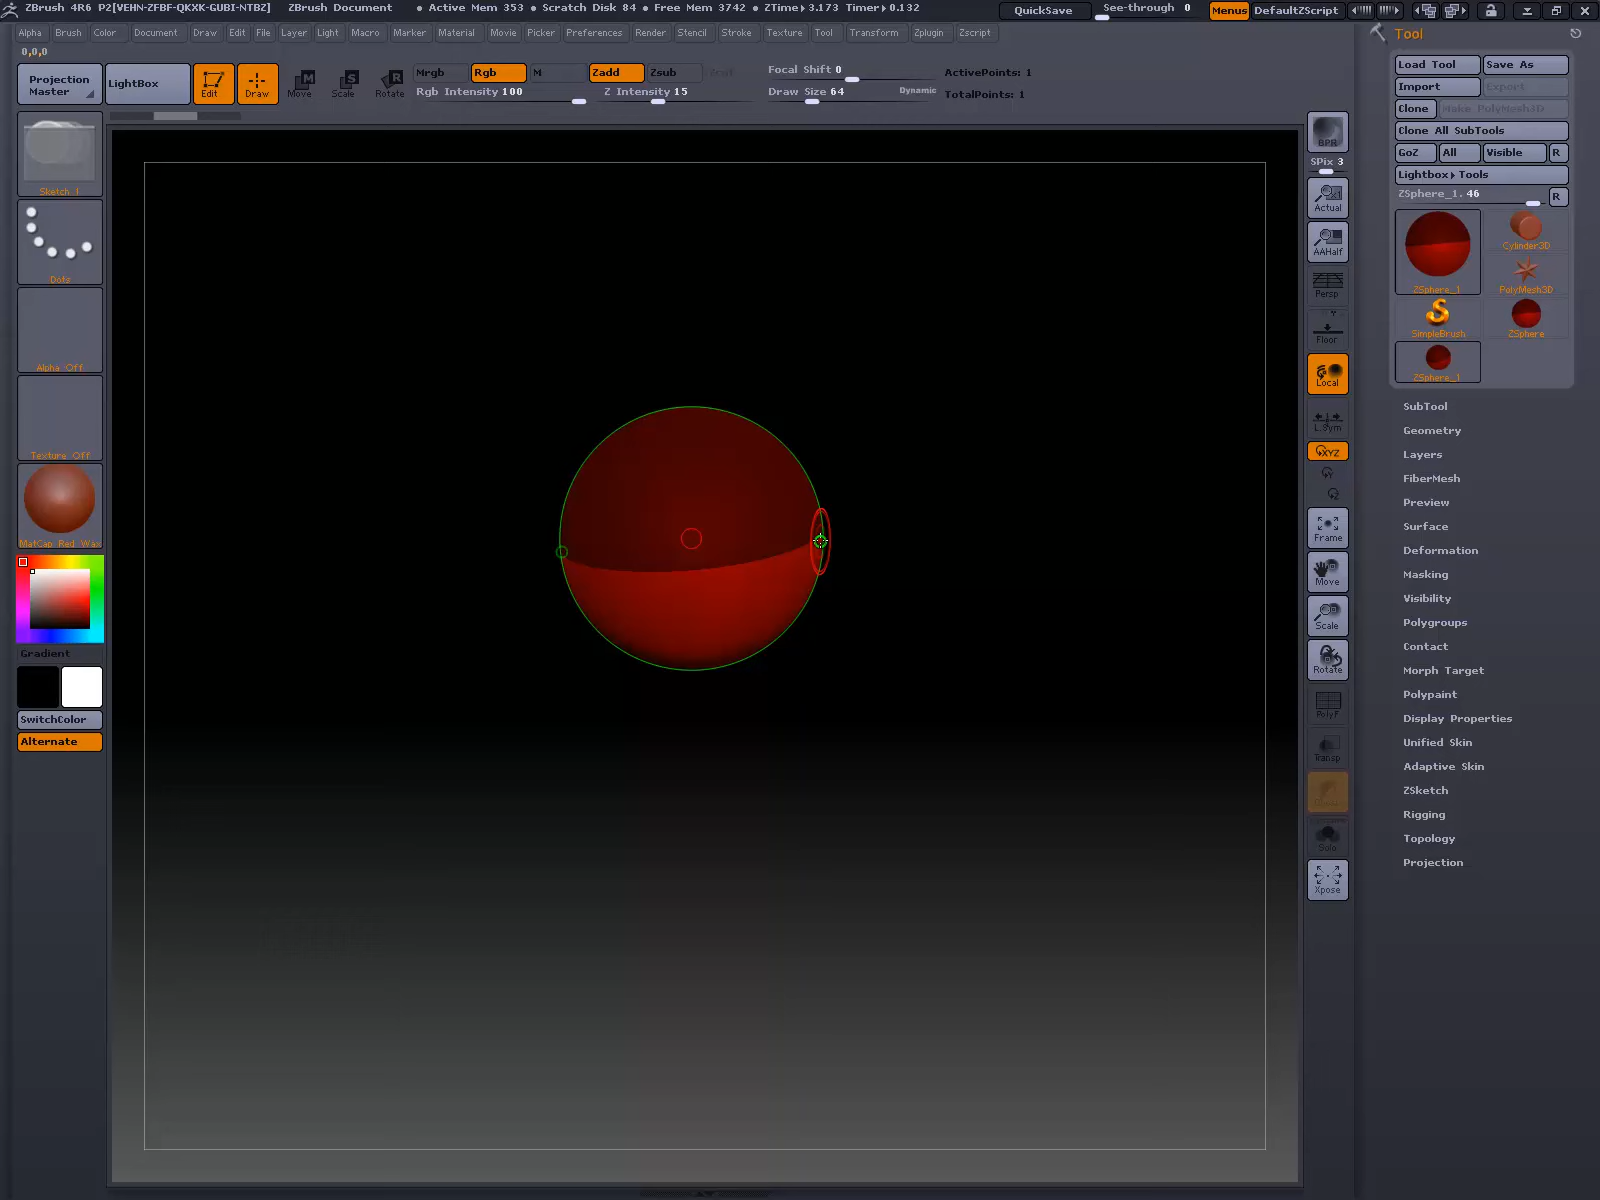 ZBrush 4R6 P2[VEHN-ZFBF-QKXK-GUBI-NTBZ] ZBrush Document • Active Mem 353 • Scratch Disk 84 • Free Mem 3742 • ZTime▸3.173 Timer▸0.132 QuickSave See-through 0 Menus DefaultZScript
Alpha Brush Color Document Draw Edit File Layer Light Macro Marker Material Movie Picker Preferences Render Stencil Stroke Texture Tool Transform Zplugin Zscript
Tool
0,0,0
Projection Master
LightBox
Edit
Draw
Move
Scale
Rotate
Mrgb Rgb M Zadd Zsub
Rgb Intensity 100 Z Intensity 15
Focal Shift 0
Draw Size 64 Dynamic
ActivePoints: 1
TotalPoints: 1
Load Tool Save As
Import Export
Clone Make PolyMesh3D
Clone All SubTools
GoZ All Visible R
Lightbox▸Tools
ZSphere_1. 46 R
ZSphere_1
Cylinder3D
PolyMesh3D
SimpleBrush
ZSphere
ZSphere_1
SubTool
Geometry
Layers
FiberMesh
Preview
Surface
Deformation
Masking
Visibility
Polygroups
Contact
Morph Target
Polypaint
Display Properties
Unified Skin
Adaptive Skin
ZSketch
Rigging
Topology
Projection
Sketch 1
Dots
Alpha Off
Texture Off
MatCap Red Wax
Gradient
SwitchColor
Alternate
BPR
SPix 3
Actual
AAHalf
Persp
Floor
Local
L.Sym
XYZ
Frame
Move
Scale
Rotate
PolyF
Transp
Solo
Xpose